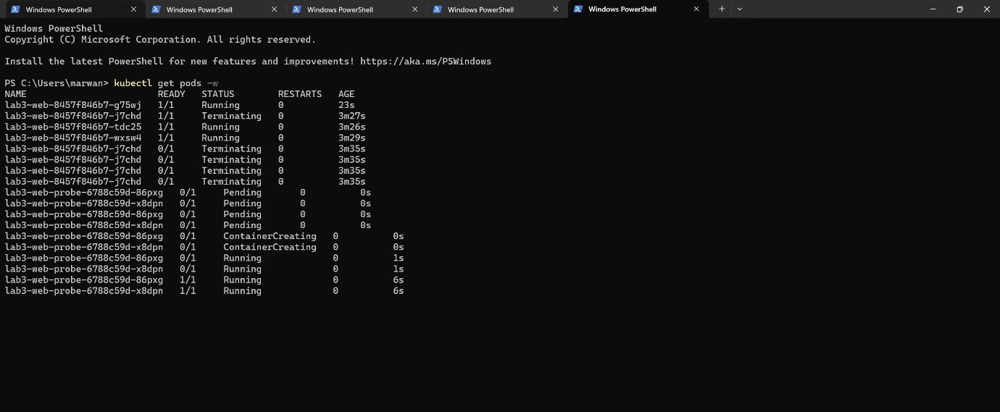 Windows PowerShell Windows PowerShell Windows PowerShell Windows PowerShell Windows PowerShell
Windows PowerShell
Copyright (C) Microsoft Corporation. All rights reserved.
Install the latest PowerShell for new features and improvements! https://aka.ms/PSWindows
PS C:\Users\marwan> kubectl get pods -w
NAME READY STATUS RESTARTS AGE
lab3-web-8457f846b7-g75wj 1/1 Running 0 23s
lab3-web-8457f846b7-j7chd 1/1 Terminating 0 3m27s
lab3-web-8457f846b7-tdc25 1/1 Running 0 3m26s
lab3-web-8457f846b7-wxsw4 1/1 Running 0 3m29s
lab3-web-8457f846b7-j7chd 0/1 Terminating 0 3m35s
lab3-web-8457f846b7-j7chd 0/1 Terminating 0 3m35s
lab3-web-8457f846b7-j7chd 0/1 Terminating 0 3m35s
lab3-web-8457f846b7-j7chd 0/1 Terminating 0 3m35s
lab3-web-probe-6788c59d-86pxg 0/1 Pending 0 0s
lab3-web-probe-6788c59d-x8dpn 0/1 Pending 0 0s
lab3-web-probe-6788c59d-86pxg 0/1 Pending 0 0s
lab3-web-probe-6788c59d-x8dpn 0/1 Pending 0 0s
lab3-web-probe-6788c59d-86pxg 0/1 ContainerCreating 0 0s
lab3-web-probe-6788c59d-x8dpn 0/1 ContainerCreating 0 0s
lab3-web-probe-6788c59d-86pxg 0/1 Running 0 1s
lab3-web-probe-6788c59d-x8dpn 0/1 Running 0 1s
lab3-web-probe-6788c59d-86pxg 1/1 Running 0 6s
lab3-web-probe-6788c59d-x8dpn 1/1 Running 0 6s